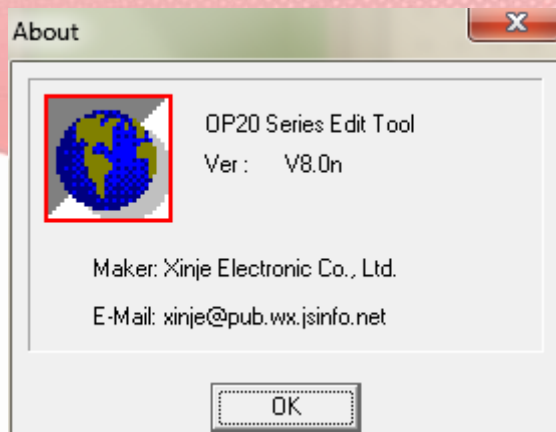 About
OP20 Series Edit Tool
Ver : V8.0n
Maker: Xinje Electronic Co., Ltd.
E-Mail: xinje@pub.wx.jsinfo.net
OK